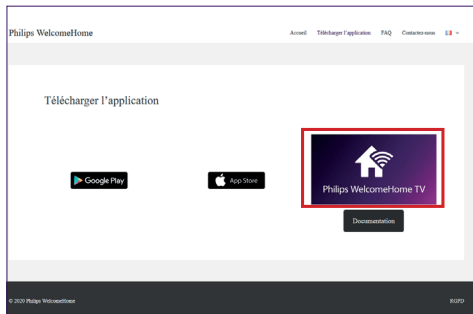 Philips WelcomeHome
Accueil Télécharger l'application FAQ Contactez-nous
Télécharger l'application
Google Play
App Store
Philips WelcomeHome TV
Documentation
© 2020 Philips WelcomeHome RGPD